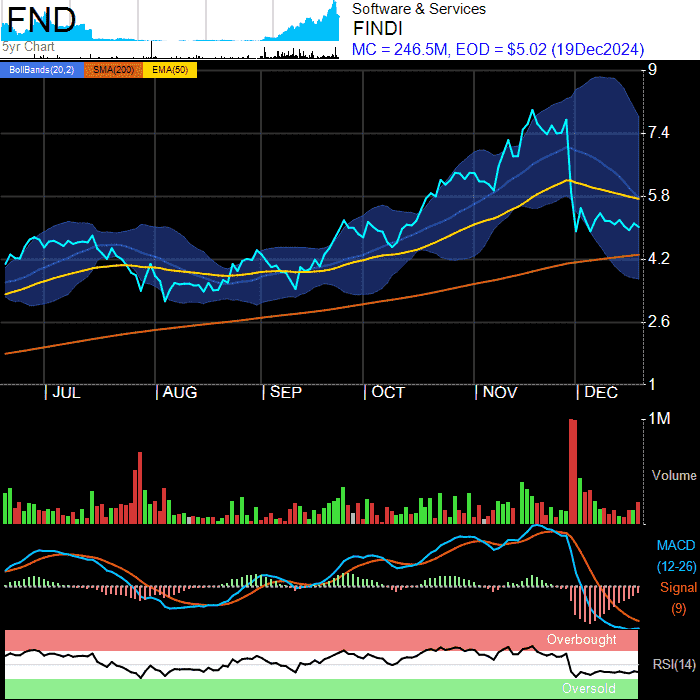 FND
Software & Services
FINDI
MC = 246.5M, EOD = $5.02 (19Dec2024)
5yr Chart
BollBands(20,2) SMA(200) EMA(50)
9
7.4
5.8
4.2
2.6
1
JUL AUG SEP OCT NOV DEC
1M
Volume
MACD
(12-26)
Signal
(9)
Overbought
RSI(14)
Oversold